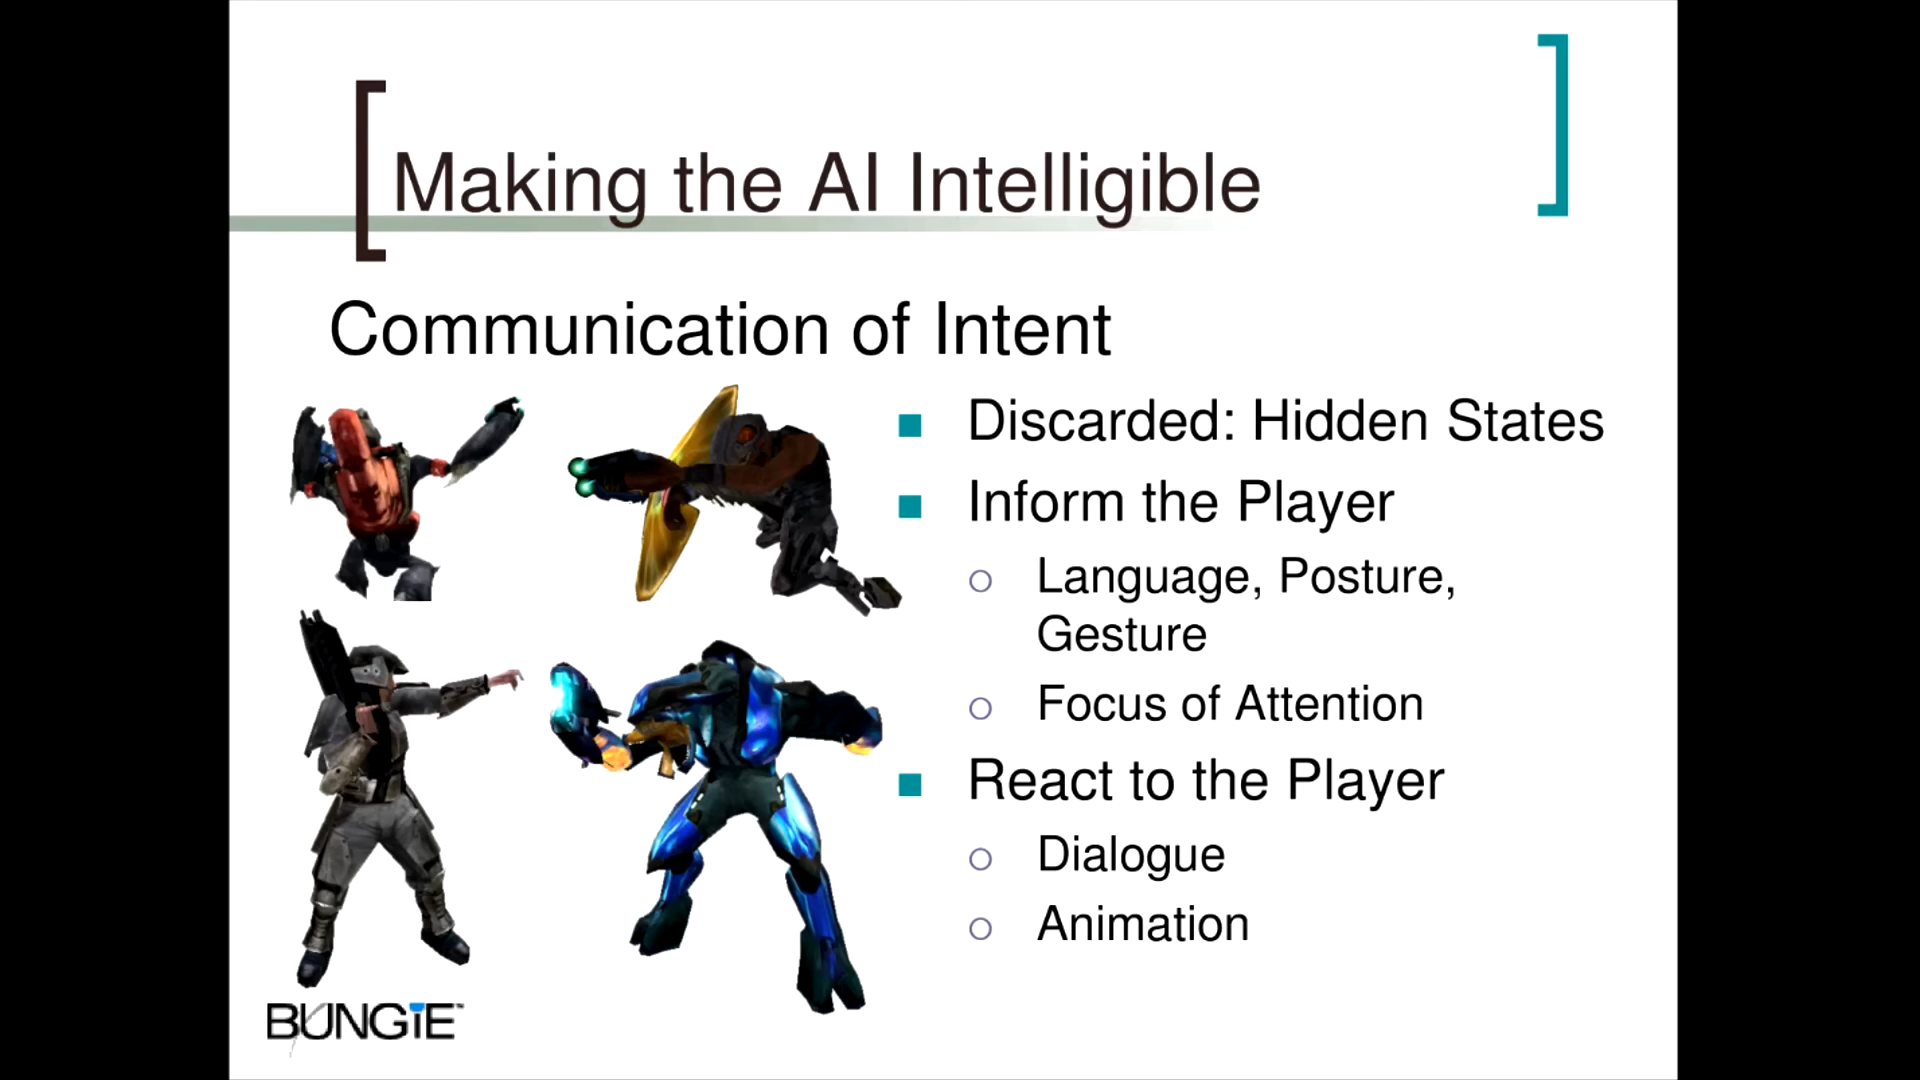 Making the AI Intelligible
Communication of Intent
Discarded: Hidden States
Inform the Player
Language, Posture,
Gesture
Focus of Attention
React to the Player
Dialogue
Animation
BUNGiE™